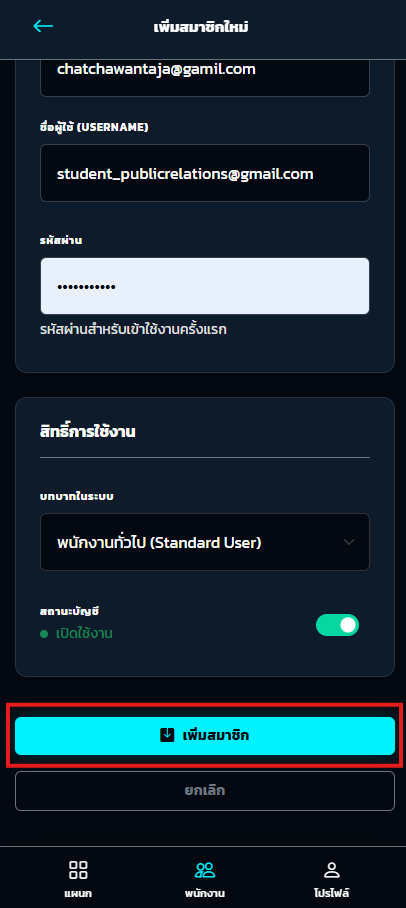 เพิ่มสมาชิกใหม่
chatchawantaja@gamil.com
ชื่อผู้ใช้ (USERNAME)
student_publicrelations@gmail.com
รหัสผ่าน
•••••••••••
รหัสผ่านสำหรับเข้าใช้งานครั้งแรก
สิทธิ์การใช้งาน
บทบาทในระบบ
พนักงานทั่วไป (Standard User)
สถานะบัญชี
เปิดใช้งาน
เพิ่มสมาชิก
ยกเลิก
แผนก
พนักงาน
โปรไฟล์